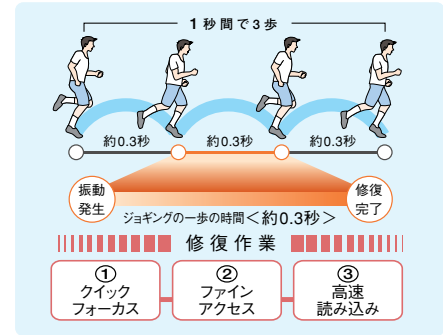 1秒間で3歩
約0.3秒
約0.3秒
約0.3秒
振動
発生
修復
完了
ジョギングの一歩の時間<約0.3秒>
修復作業
①
クイック
フォーカス
②
ファイン
アクセス
③
高速
読み込み